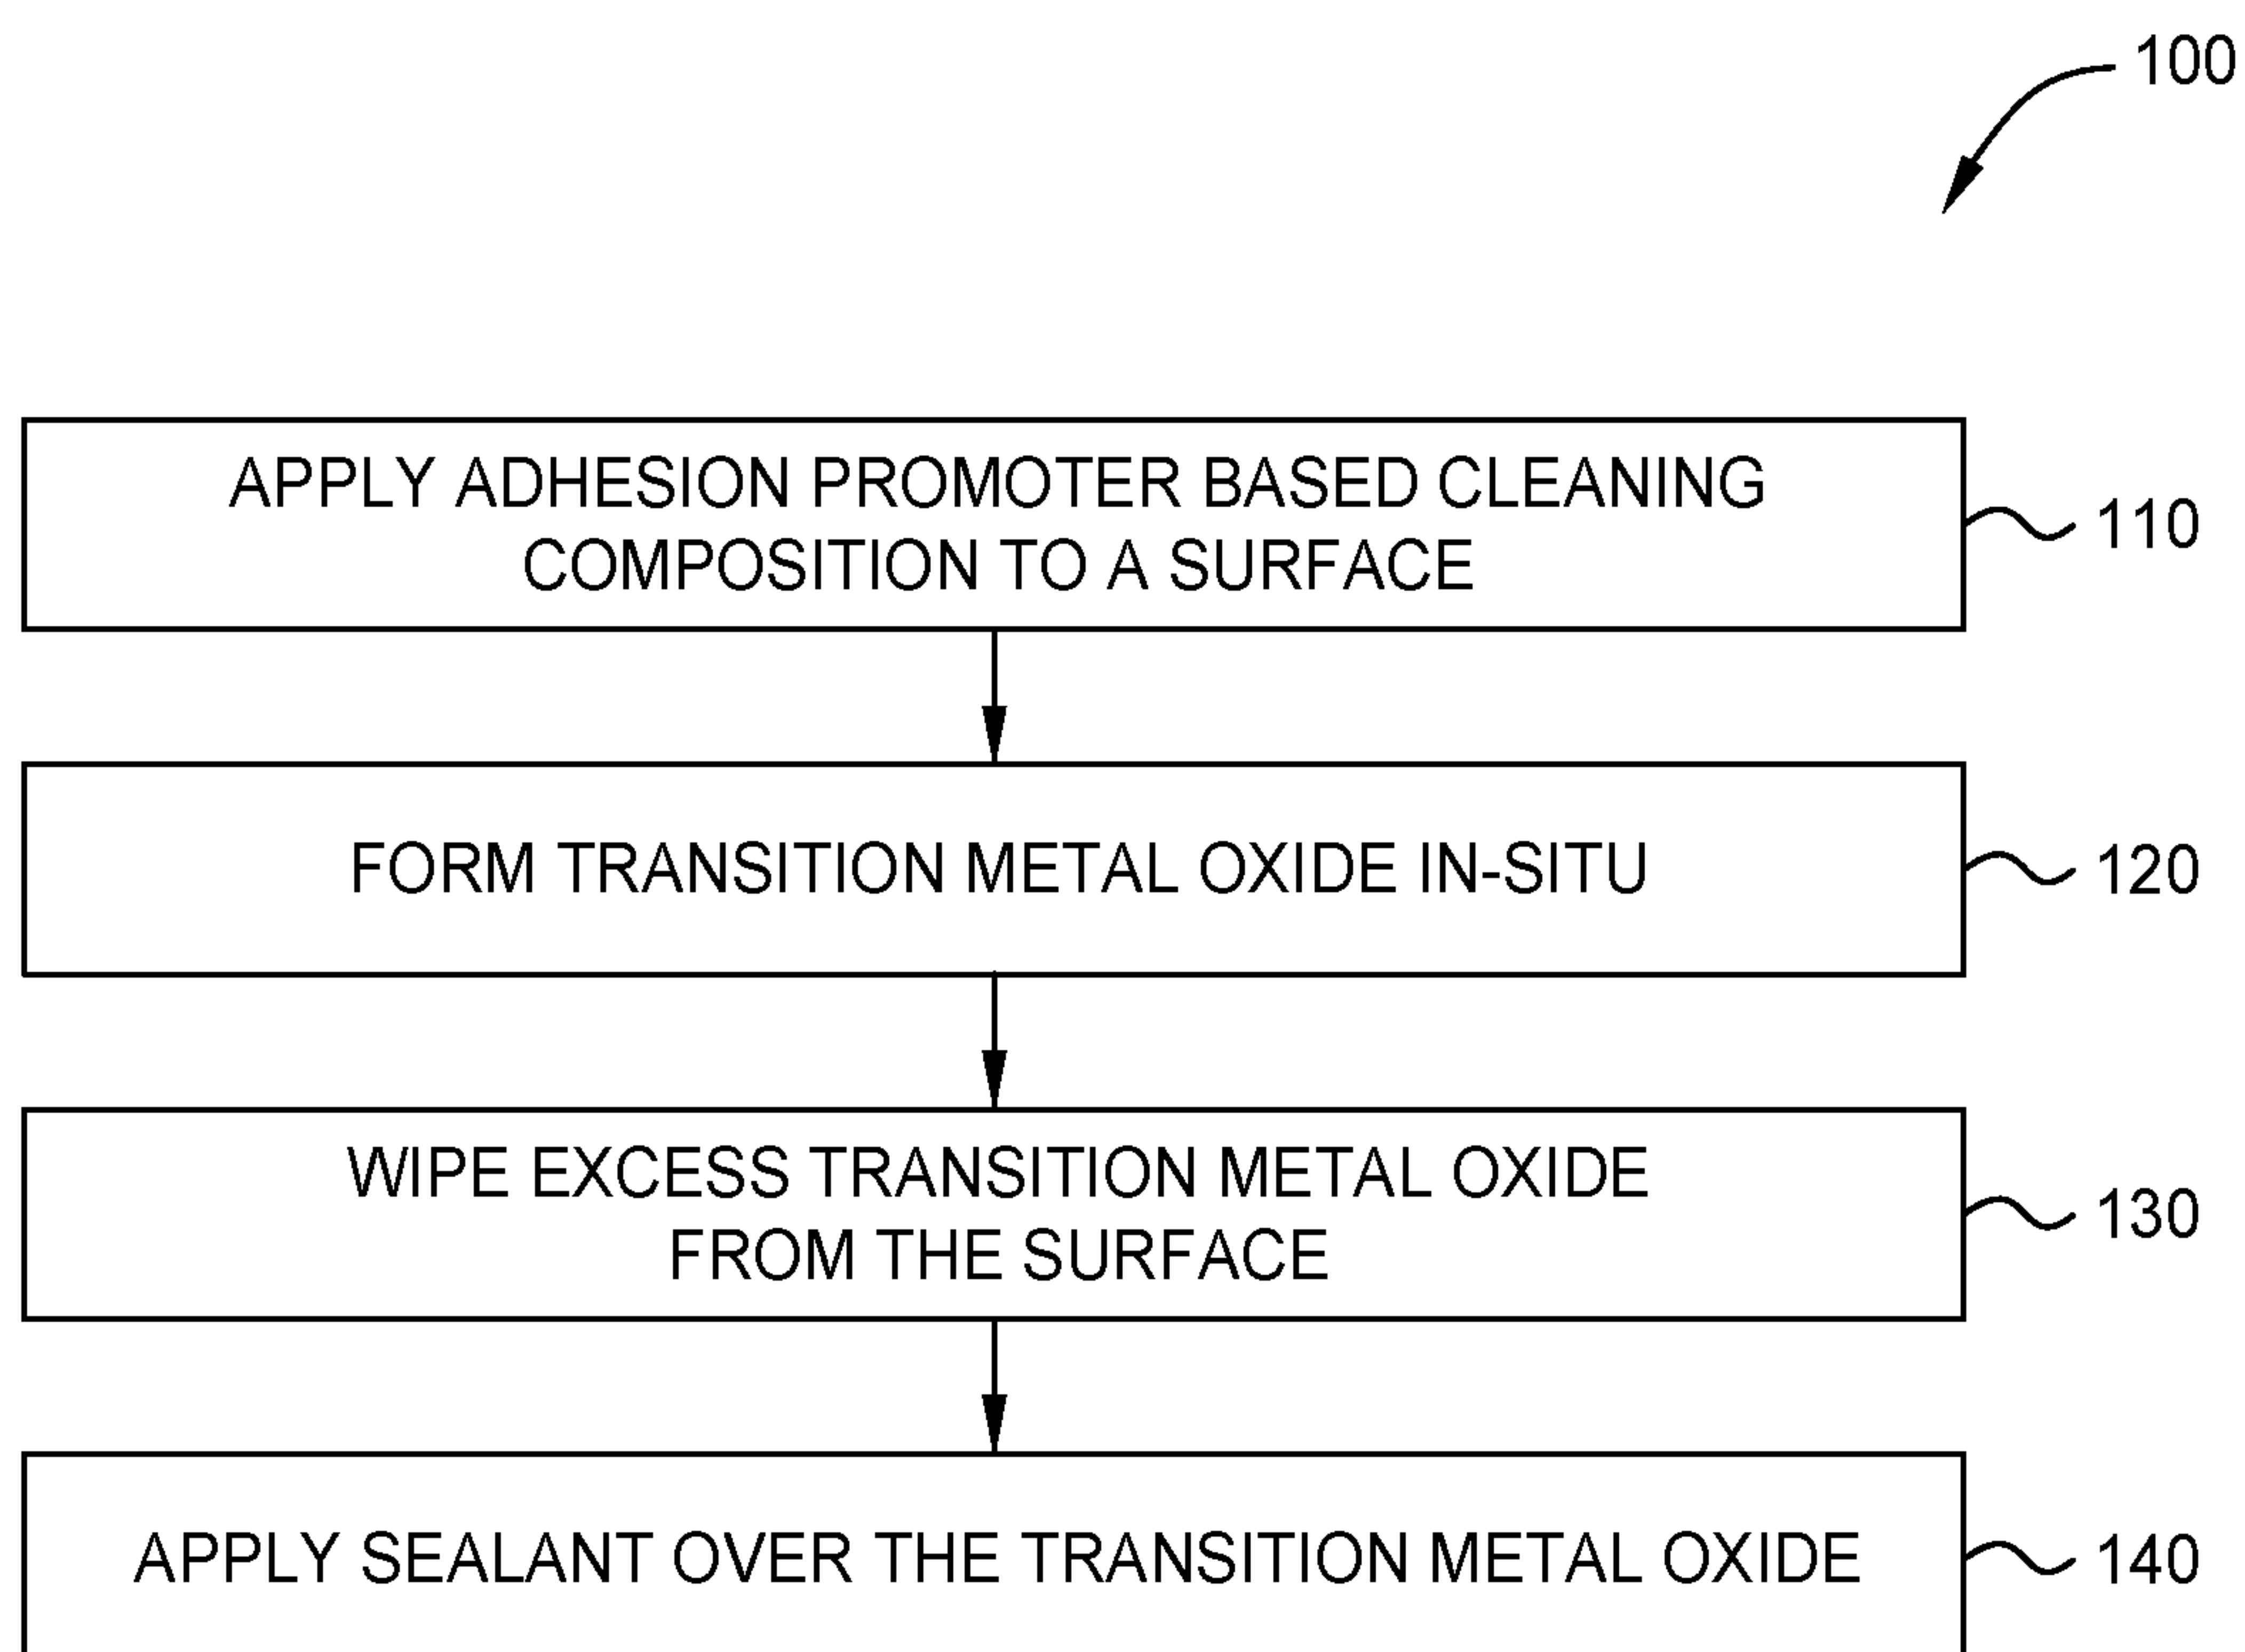 100
APPLY ADHESION PROMOTER BASED CLEANING
COMPOSITION TO A SURFACE
110
FORM TRANSITION METAL OXIDE IN-SITU
120
WIPE EXCESS TRANSITION METAL OXIDE
FROM THE SURFACE
130
APPLY SEALANT OVER THE TRANSITION METAL OXIDE
140